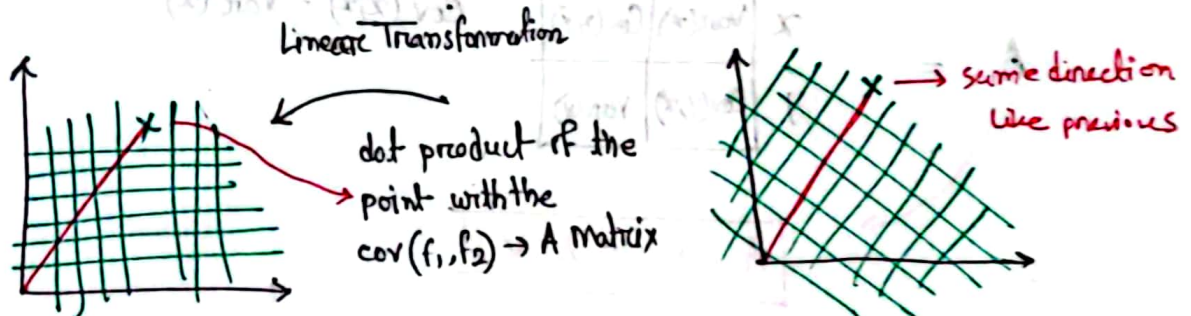 Linear Transformation
dot product of the
point with the
cov(f₁,f₂) → A Matrix
x → same direction
like previous